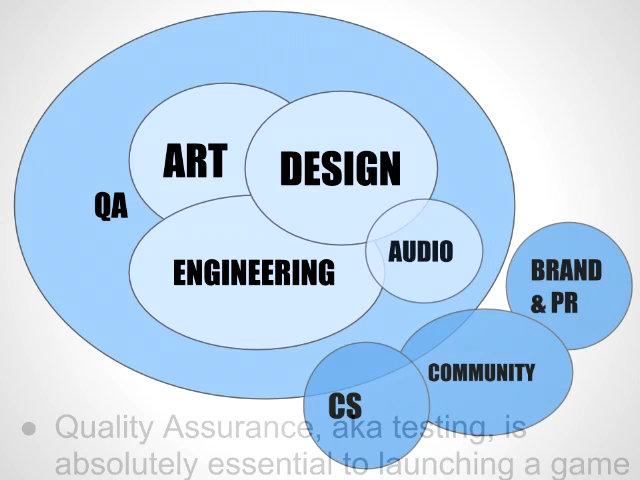 ART
DESIGN
QA
AUDIO
ENGINEERING
BRAND
& PR
COMMUNITY
CS
● Quality Assurance, aka testing, is
absolutely essential to launching a game